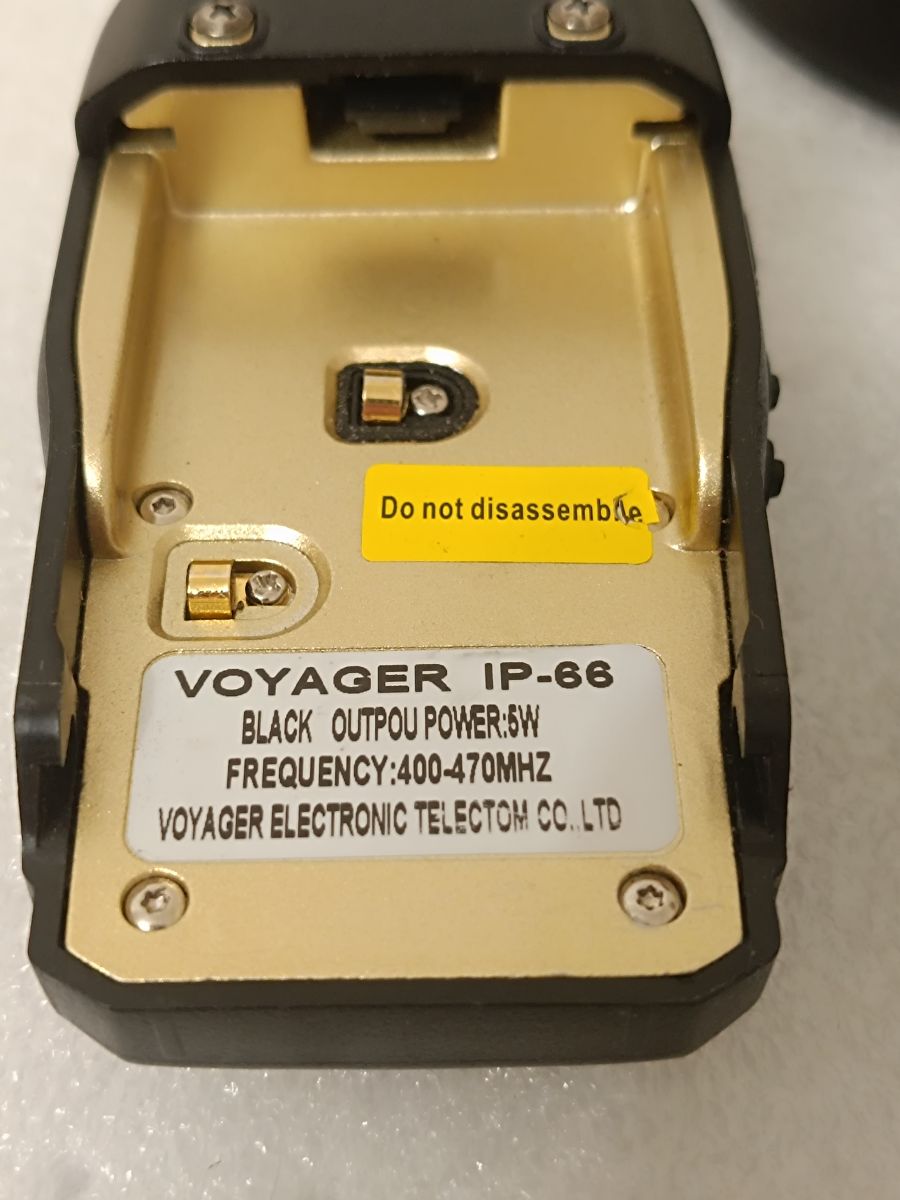 Do not disassemble
VOYAGER IP-66
BLACK OUTPOU POWER:5W
FREQUENCY:400-470MHZ
VOYAGER ELECTRONIC TELECTOM CO.,LTD